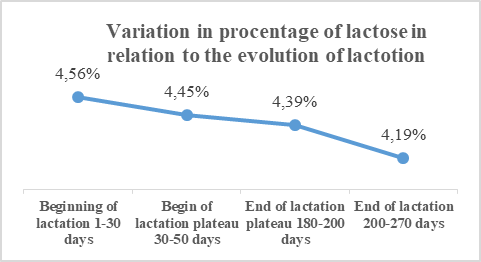 Variation in procentage of lactose in
relation to the evolution of lactotion
4,56%
4,45%
4,39%
4,19%
Beginning of
lactation 1-30
days
Begin of
lactation plateau
30-50 days
End of lactation
plateau 180-200
days
End of lactation
200-270 days